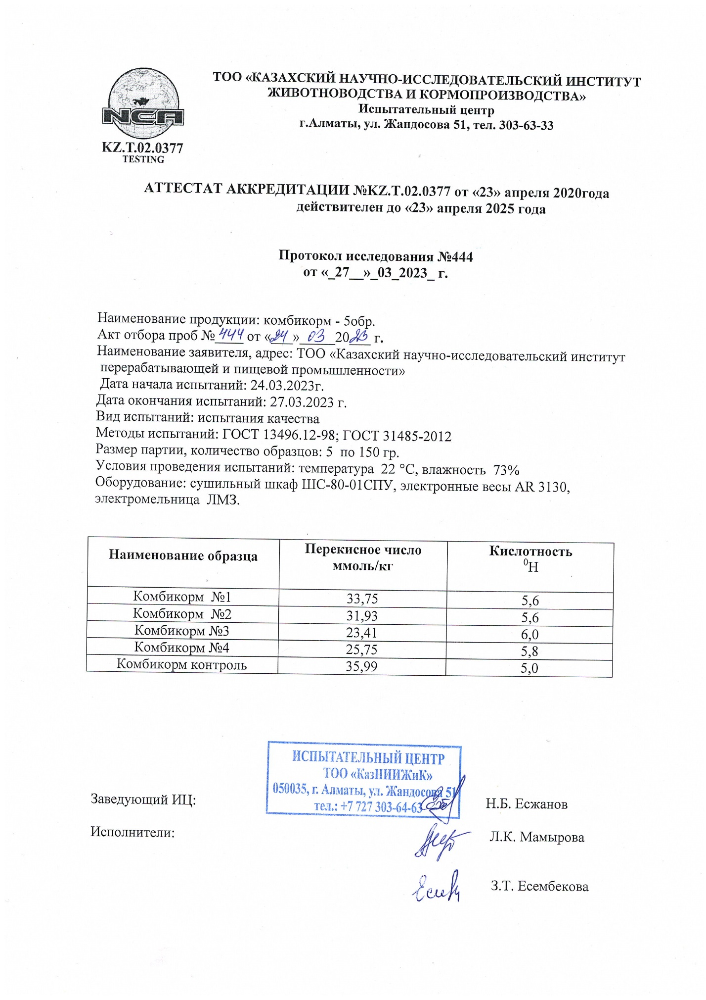 ТОО «КАЗАХСКИЙ НАУЧНО-ИССЛЕДОВАТЕЛЬСКИЙ ИНСТИТУТ
ЖИВОТНОВОДСТВА И КОРМОПРОИЗВОДСТВА»
Испытательный центр
г.Алматы, ул. Жандосова 51, тел. 303-63-33
NCA
KZ.T.02.0377
TESTING
АТТЕСТАТ АККРЕДИТАЦИИ №KZ.T.02.0377 от «23» апреля 2020года
действителен до «23» апреля 2025 года
Протокол исследования №444
от «_27__»_03_2023_ г.
Наименование продукции: комбикорм - 5обр.
Акт отбора проб № 444 от «24» 03 2023 г.
Наименование заявителя, адрес: ТОО «Казахский научно-исследовательский институт
перерабатывающей и пищевой промышленности»
Дата начала испытаний: 24.03.2023г.
Дата окончания испытаний: 27.03.2023 г.
Вид испытаний: испытания качества
Методы испытаний: ГОСТ 13496.12-98; ГОСТ 31485-2012
Размер партии, количество образцов: 5 по 150 гр.
Условия проведения испытаний: температура 22 °С, влажность 73%
Оборудование: сушильный шкаф ШС-80-01СПУ, электронные весы AR 3130,
электромельница ЛМЗ.
Наименование образца Перекисное число Кислотность
ммоль/кг ⁰Н
Комбикорм №1 33,75 5,6
Комбикорм №2 31,93 5,6
Комбикорм №3 23,41 6,0
Комбикорм №4 25,75 5,8
Комбикорм контроль 35,99 5,0
ИСПЫТАТЕЛЬНЫЙ ЦЕНТР
ТОО «КазНИИЖиК»
050035, г. Алматы, ул. Жандосова 51
тел.: +7 727 303-64-63
Заведующий ИЦ: Н.Б. Есжанов
Исполнители: Л.К. Мамырова
З.Т. Есембекова